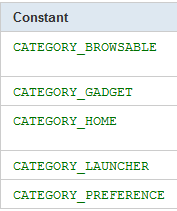 Constant
CATEGORY_BROWSABLE
CATEGORY_GADGET
CATEGORY_HOME
CATEGORY_LAUNCHER
CATEGORY_PREFERENCE